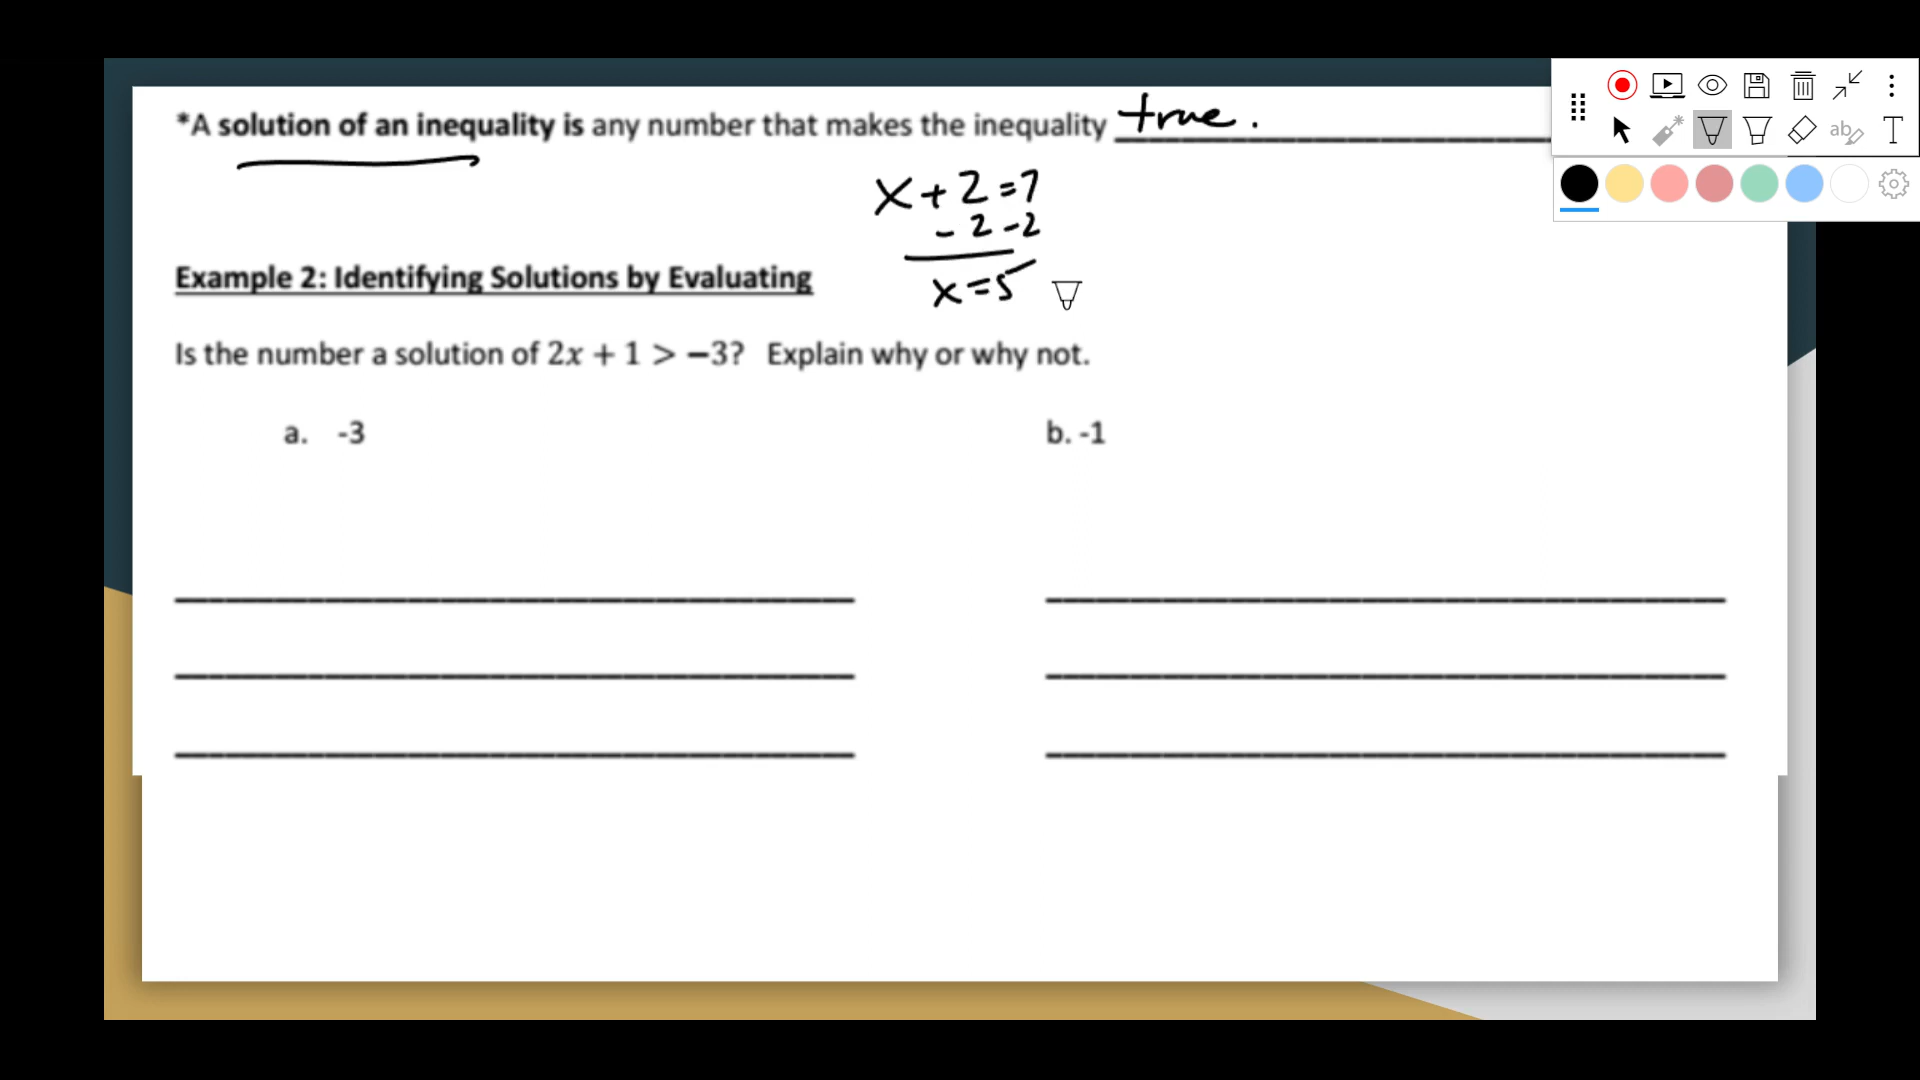 *A solution of an inequality is any number that makes the inequality true.
x + 2 = 7
- 2 - 2
x = 5
Example 2: Identifying Solutions by Evaluating
Is the number a solution of 2x + 1 > −3? Explain why or why not.
a. -3
b. -1
ab
T